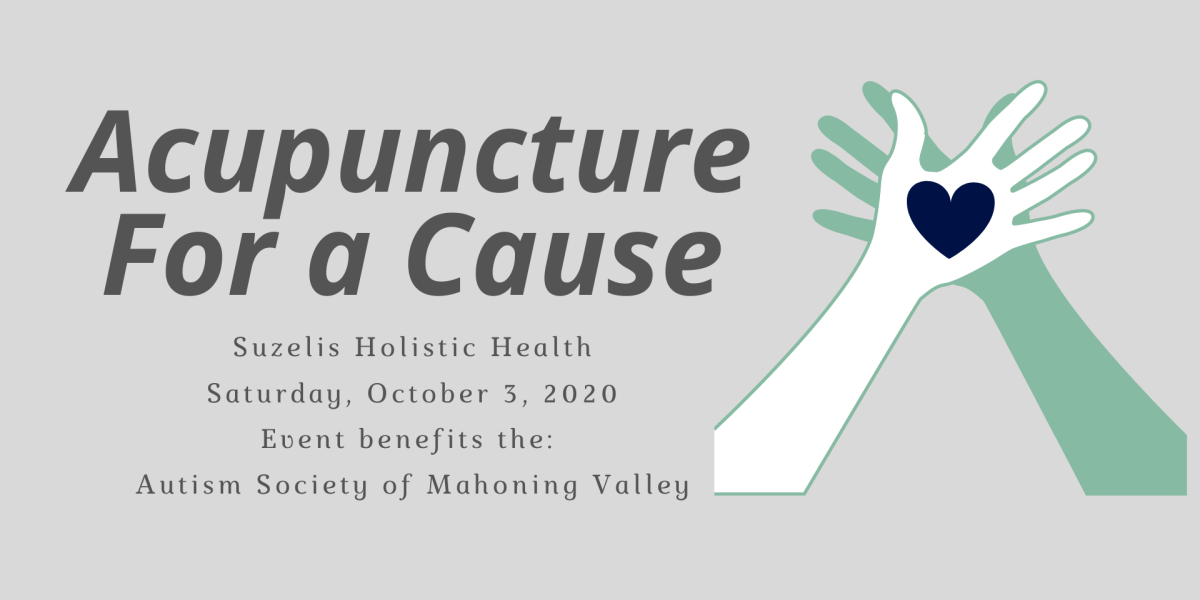 Acupuncture
For a Cause
Suzelis Holistic Health
Saturday, October 3, 2020
Event benefits the:
Autism Society of Mahoning Valley